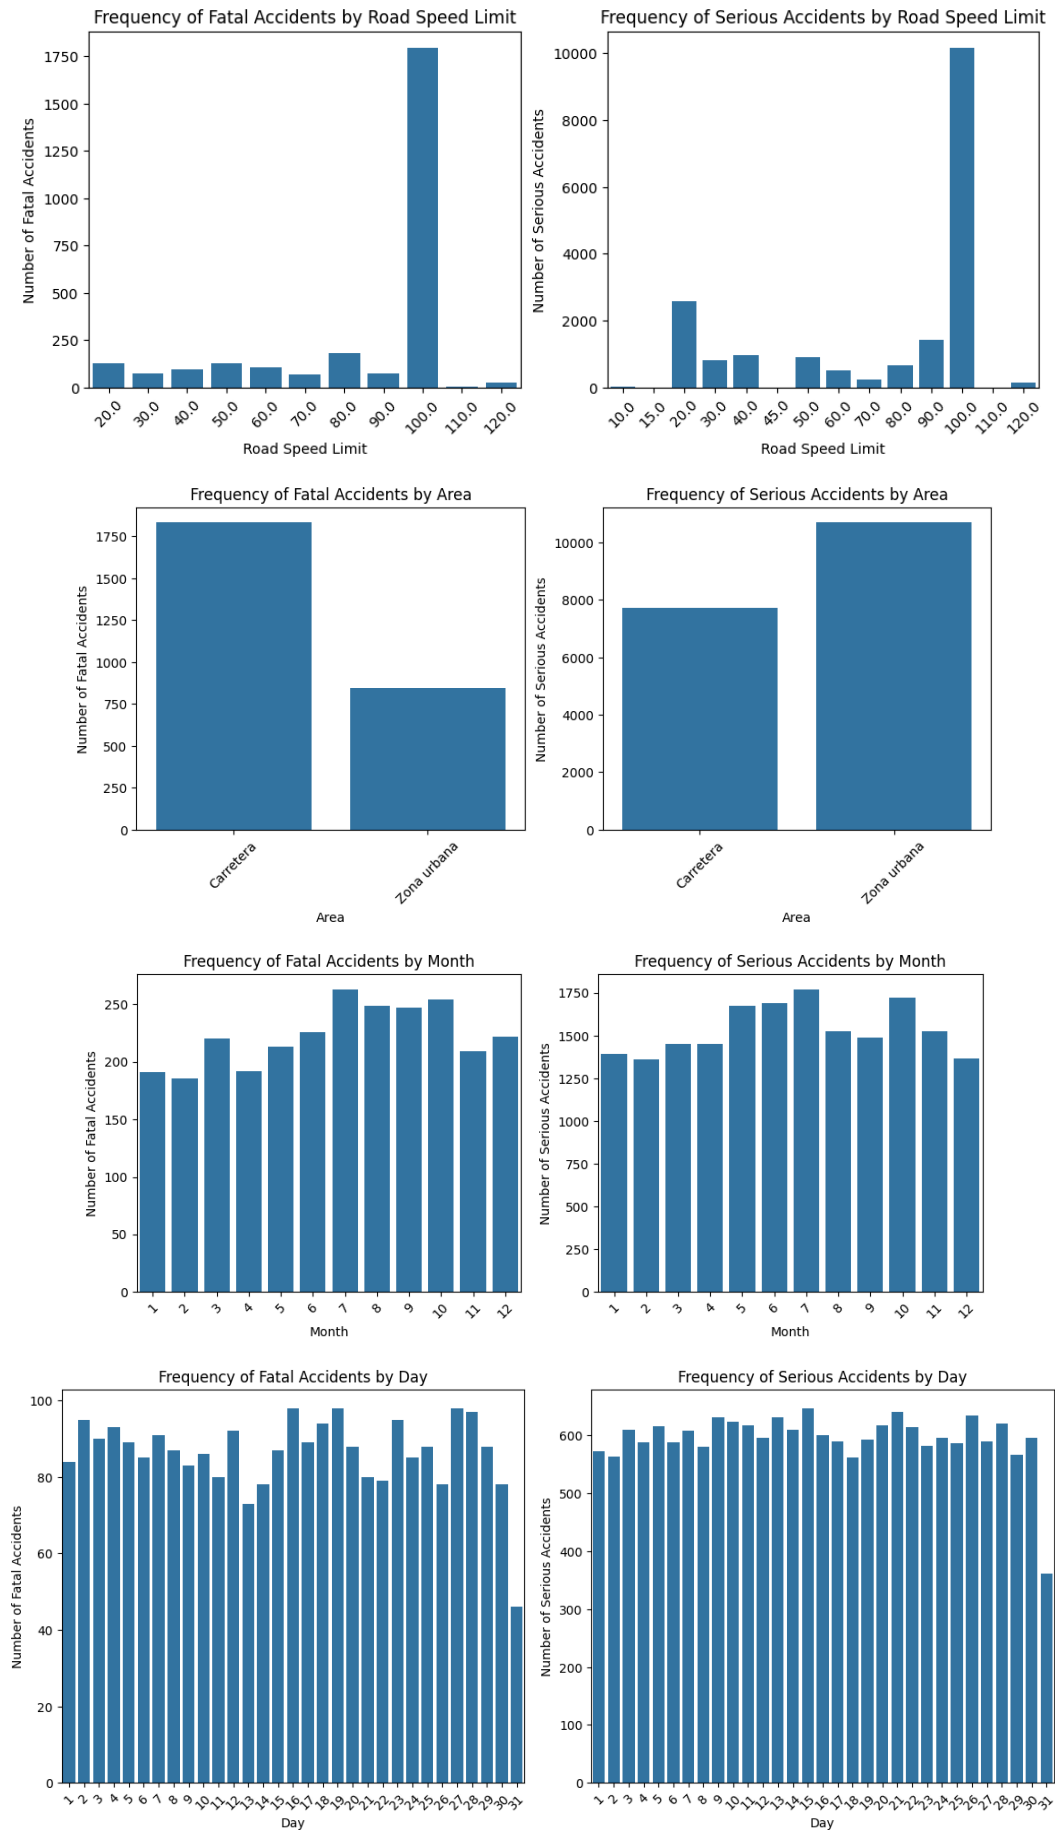 Frequency of Fatal Accidents by Road Speed Limit
Number of Fatal Accidents
1750
1500
1250
1000
750
500
250
0
20.0 30.0 40.0 50.0 60.0 70.0 80.0 90.0 100.0 110.0 120.0
Road Speed Limit
Frequency of Serious Accidents by Road Speed Limit
Number of Serious Accidents
10000
8000
6000
4000
2000
0
10.0 15.0 20.0 30.0 40.0 45.0 50.0 60.0 70.0 80.0 90.0 100.0 110.0 120.0
Road Speed Limit
Frequency of Fatal Accidents by Area
Number of Fatal Accidents
1750
1500
1250
1000
750
500
250
0
Carretera Zona urbana
Area
Frequency of Serious Accidents by Area
Number of Serious Accidents
10000
8000
6000
4000
2000
0
Carretera Zona urbana
Area
Frequency of Fatal Accidents by Month
Number of Fatal Accidents
250
200
150
100
50
0
1 2 3 4 5 6 7 8 9 10 11 12
Month
Frequency of Serious Accidents by Month
Number of Serious Accidents
1750
1500
1250
1000
750
500
250
0
1 2 3 4 5 6 7 8 9 10 11 12
Month
Frequency of Fatal Accidents by Day
Number of Fatal Accidents
100
80
60
40
20
0
1 2 3 4 5 6 7 8 9 10 11 12 13 14 15 16 17 18 19 20 21 22 23 24 25 26 27 28 29 30 31
Day
Frequency of Serious Accidents by Day
Number of Serious Accidents
600
500
400
300
200
100
0
1 2 3 4 5 6 7 8 9 10 11 12 13 14 15 16 17 18 19 20 21 22 23 24 25 26 27 28 29 30 31
Day